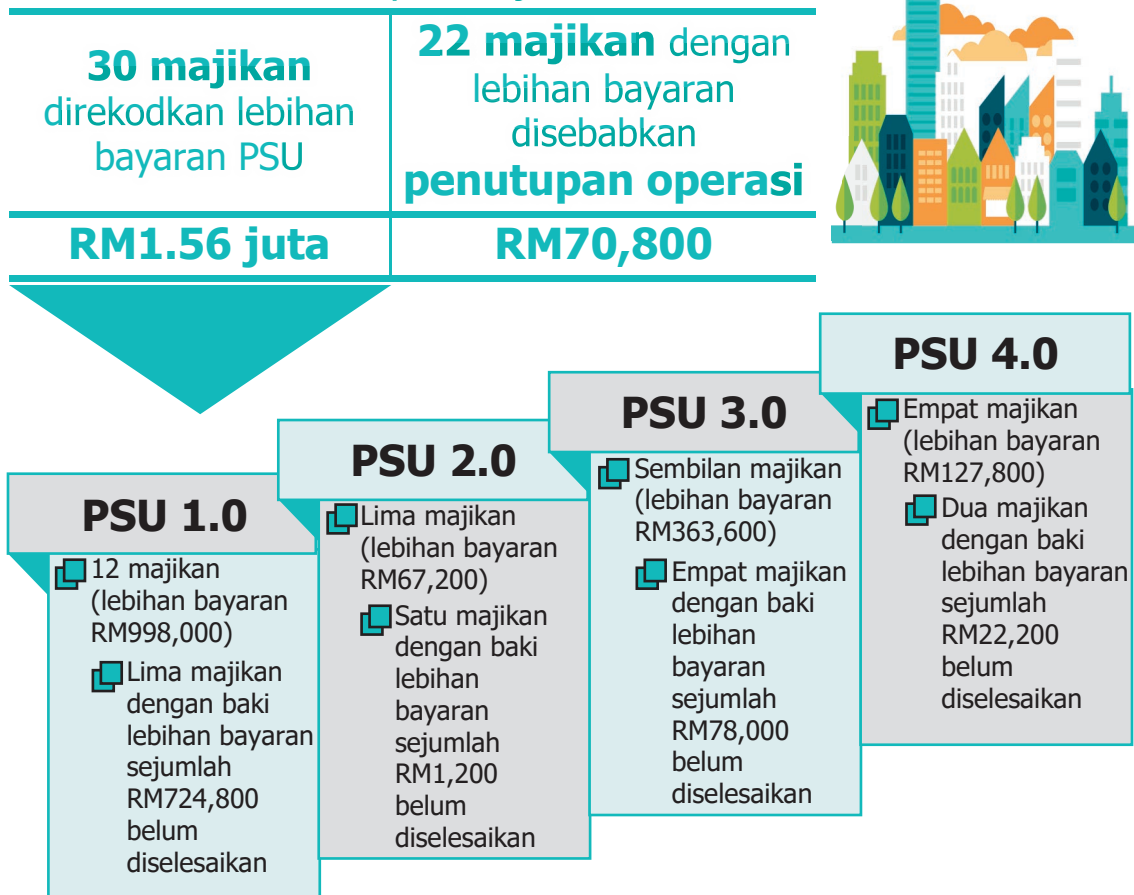 30 majikan
direkodkan lebihan
bayaran PSU
22 majikan dengan
lebihan bayaran
disebabkan
penutupan operasi
RM1.56 juta
RM70,800
PSU 1.0
12 majikan
(lebihan bayaran
RM998,000)
Lima majikan
dengan baki
lebihan bayaran
sejumlah
RM724,800
belum
diselesaikan
PSU 2.0
Lima majikan
(lebihan bayaran
RM67,200)
Satu majikan
dengan baki
lebihan
bayaran
sejumlah
RM1,200
belum
diselesaikan
PSU 3.0
Sembilan majikan
(lebihan bayaran
RM363,600)
Empat majikan
dengan baki
lebihan
bayaran
sejumlah
RM78,000
belum
diselesaikan
PSU 4.0
Empat majikan
(lebihan bayaran
RM127,800)
Dua majikan
dengan baki
lebihan bayaran
sejumlah
RM22,200
belum
diselesaikan